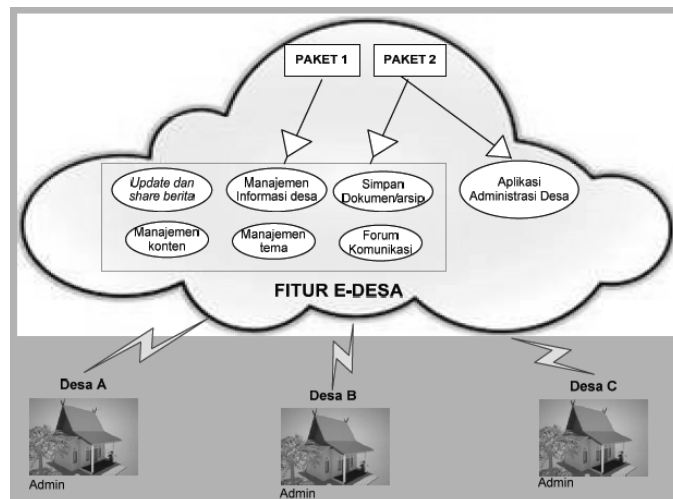 PAKET 1
PAKET 2
Update dan
share berita
Manajemen
Informasi desa
Simpan
Dokumen/arsip
Aplikasi
Administrasi Desa
Manajemen
konten
Manajemen
tema
Forum
Komunikasi
FITUR E-DESA
Desa A
Desa B
Desa C
Admin
Admin
Admin